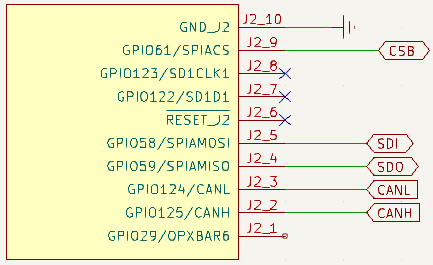 GND_J2 J2_10
GPIO61/SPIACS J2_9 CSB
GPIO123/SD1CLK1 J2_8
GPIO122/SD1D1 J2_7
RESET_J2 J2_6
GPIO58/SPIAMOSI J2_5 SDI
GPIO59/SPIAMISO J2_4 SDO
GPIO124/CANL J2_3 CANL
GPIO125/CANH J2_2 CANH
GPIO29/OPXBAR6 J2_1